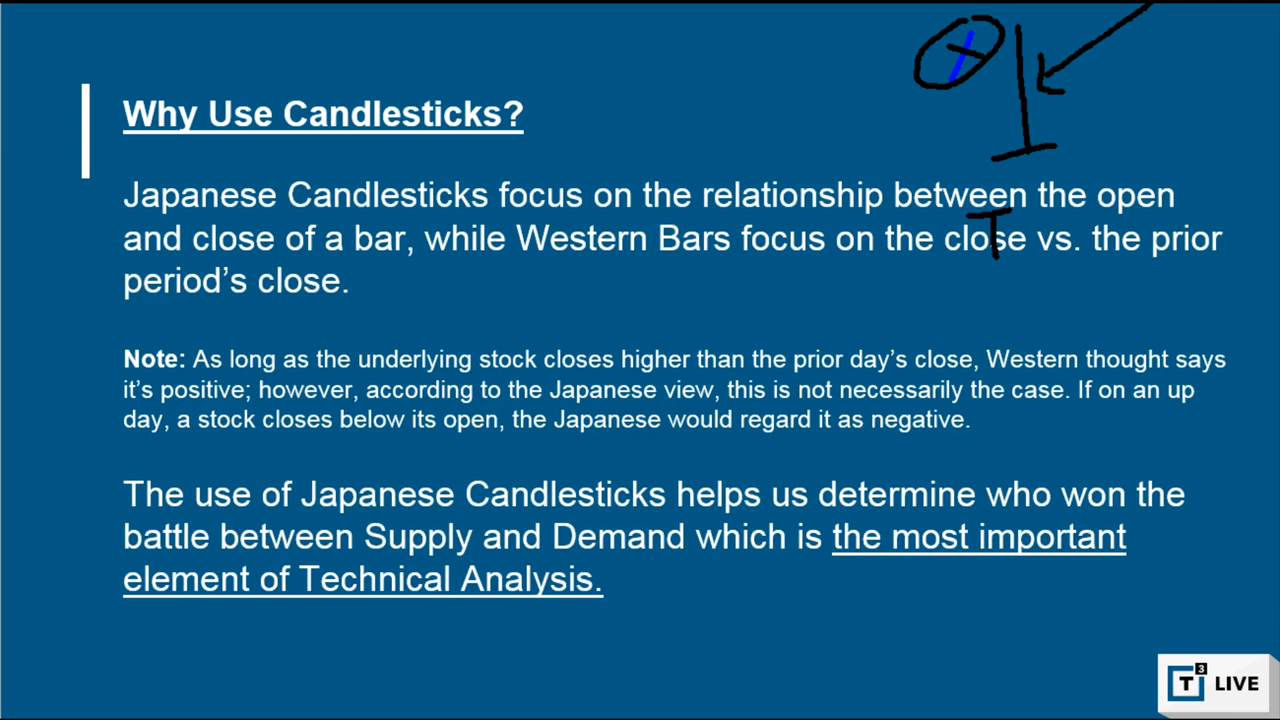 Why Use Candlesticks?
Japanese Candlesticks focus on the relationship between the open
and close of a bar, while Western Bars focus on the close vs. the prior
period’s close.
Note: As long as the underlying stock closes higher than the prior day’s close, Western thought says
it’s positive; however, according to the Japanese view, this is not necessarily the case. If on an up
day, a stock closes below its open, the Japanese would regard it as negative.
The use of Japanese Candlesticks helps us determine who won the
battle between Supply and Demand which is the most important
element of Technical Analysis.
T3 LIVE